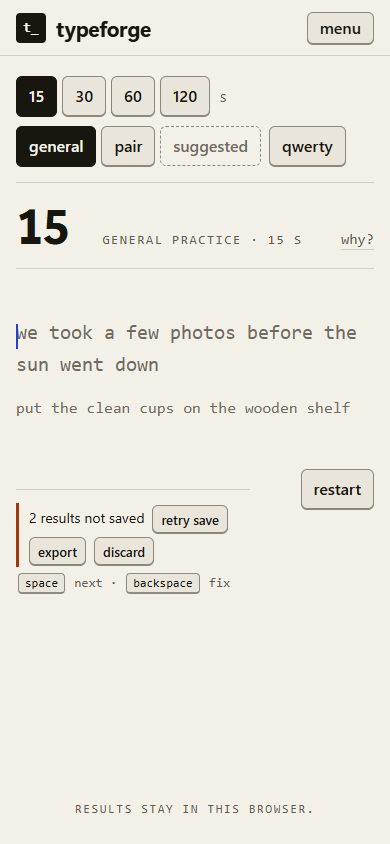 t_ typeforge menu
15 30 60 120 s
general pair suggested qwerty
15 GENERAL PRACTICE · 15 S why?
we took a few photos before the
sun went down
put the clean cups on the wooden shelf
restart
2 results not saved retry save
export discard
space next · backspace fix
RESULTS STAY IN THIS BROWSER.